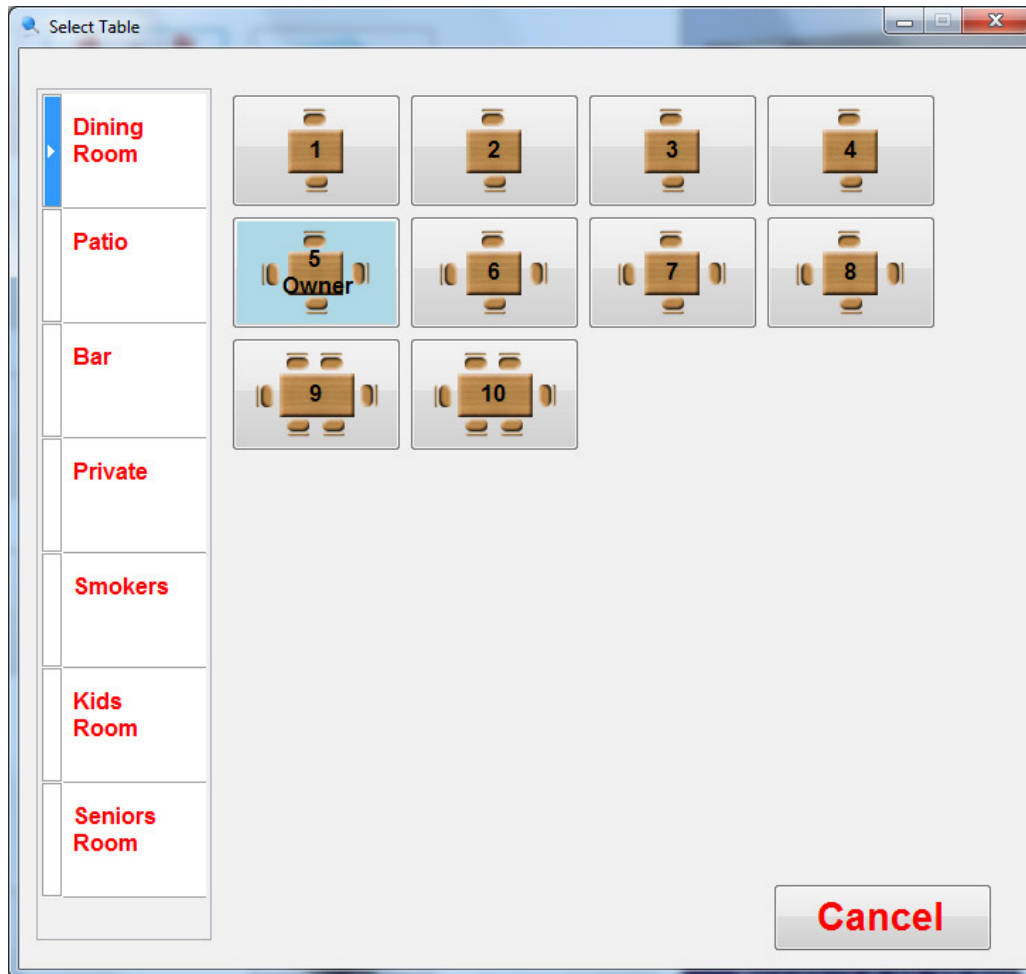 Select Table
Dining
Room
Patio
Bar
Private
Smokers
Kids
Room
Seniors
Room
1
2
3
4
5
Owner
6
7
8
9
10
Cancel